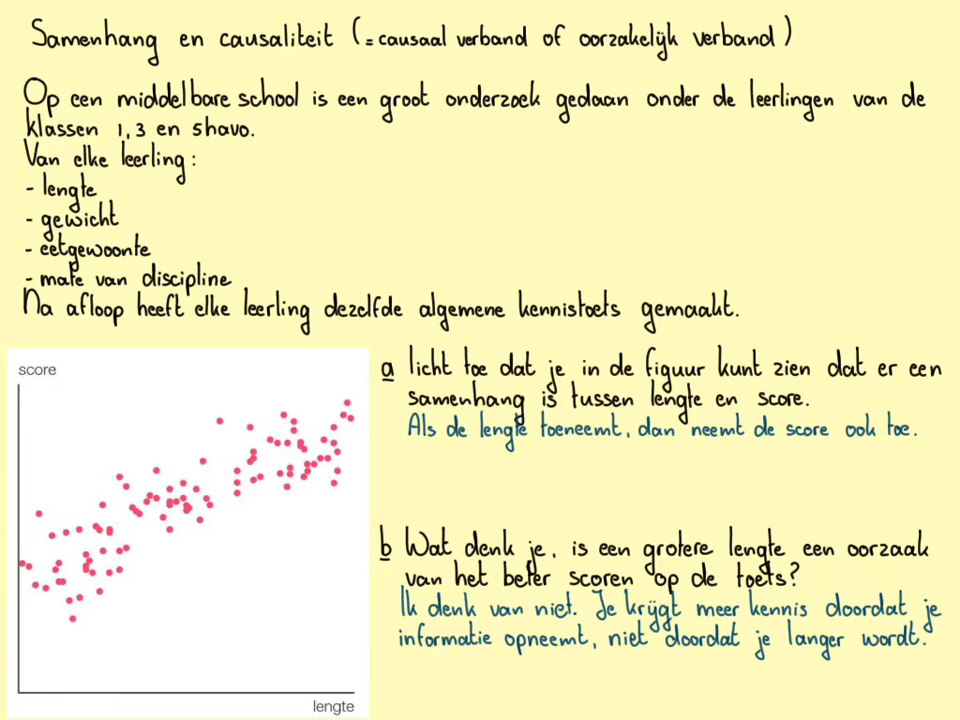 Samenhang en causaliteit (= causaal verband of oorzakelijk verband)
Op een middelbare school is een groot onderzoek gedaan onder de leerlingen van de
klassen 1, 3 en 5havo.
Van elke leerling:
- lengte
- gewicht
- eetgewoonte
- mate van discipline
Na afloop heeft elke leerling dezelfde algemene kennistoets gemaakt.
score
lengte
a licht toe dat je in de figuur kunt zien dat er een
samenhang is tussen lengte en score.
Als de lengte toeneemt, dan neemt de score ook toe.
b Wat denk je, is een grotere lengte een oorzaak
van het beter scoren op de toets?
Ik denk van niet. Je krijgt meer kennis doordat je
informatie opneemt, niet doordat je langer wordt.